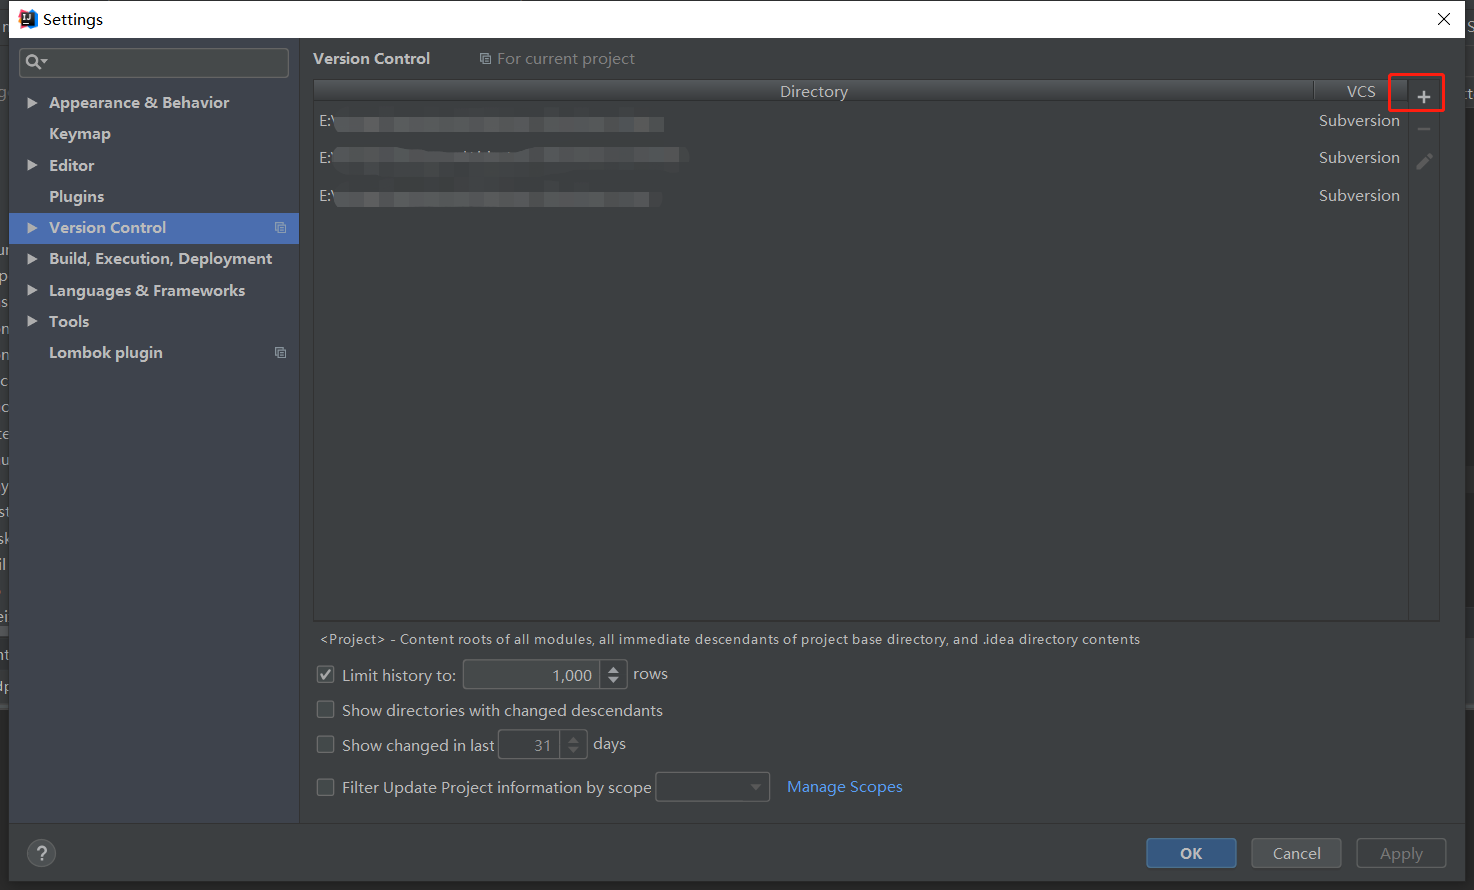 Settings
Version Control
For current project
Appearance & Behavior
Keymap
Editor
Plugins
Version Control
Build, Execution, Deployment
Languages & Frameworks
Tools
Lombok plugin
Directory VCS
E:\ Subversion
E:\ Subversion
E:\ Subversion
<Project> - Content roots of all modules, all immediate descendants of project base directory, and .idea directory contents
Limit history to: 1,000 rows
Show directories with changed descendants
Show changed in last 31 days
Filter Update Project information by scope Manage Scopes
? OK Cancel Apply